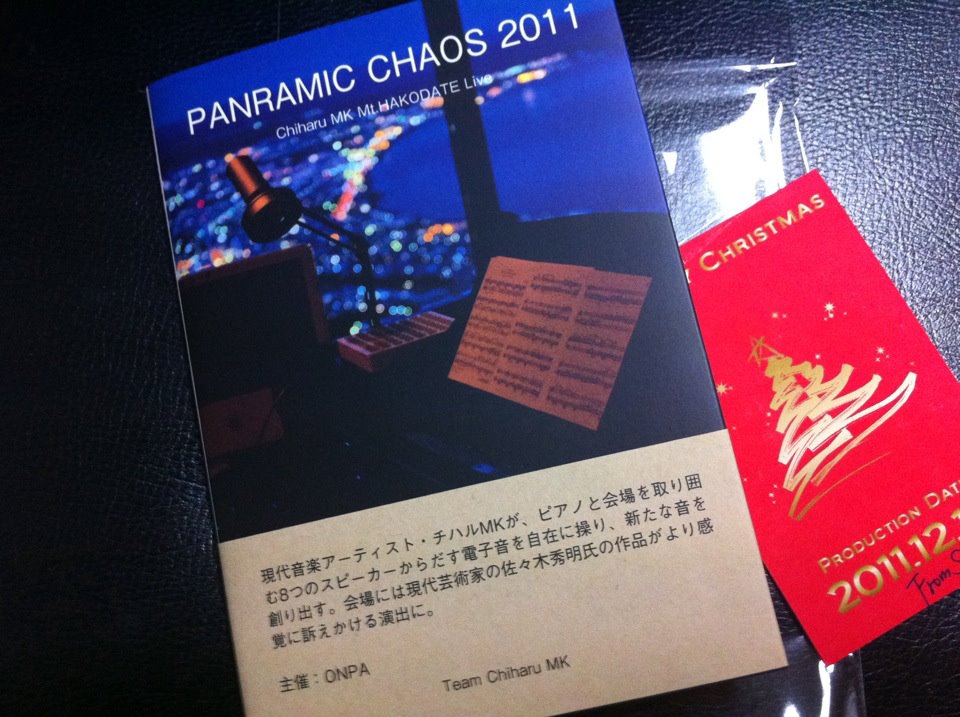 PANRAMIC CHAOS 2011
Chiharu MK Mt.HAKODATE Live
現代音楽アーティスト・チハルMKが、ピアノと会場を取り囲
む8つのスピーカーからだす電子音を自在に操り、新たな音を
創り出す。会場には現代芸術家の佐々木秀明氏の作品がより感
覚に訴えかける演出に。
主催：ONPA
Team Chiharu MK
CHRISTMAS
PRODUCTION DATE
2011.12.
From